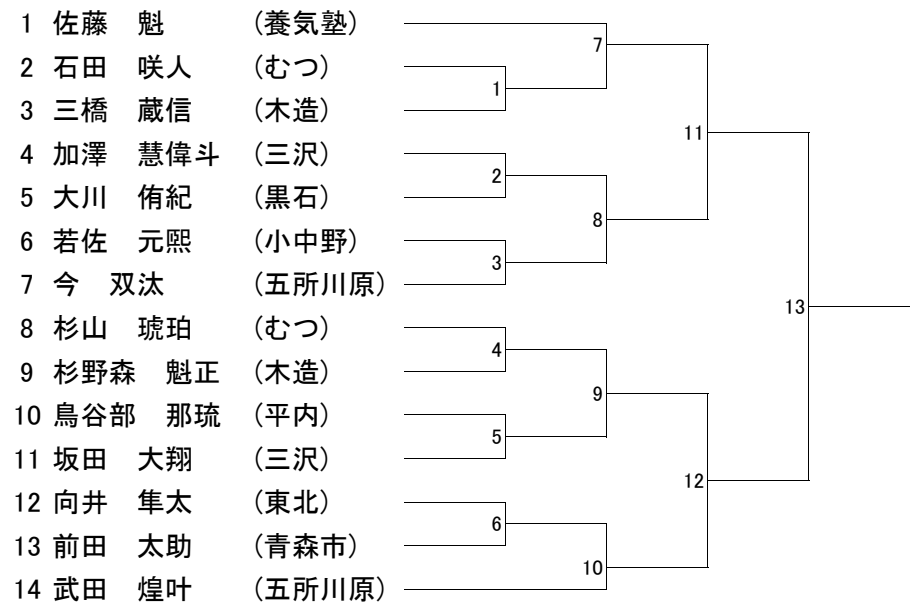 1 佐藤　魁 (養気塾)
2 石田　咲人 (むつ)
3 三橋　蔵信 (木造)
4 加澤　慧偉斗 (三沢)
5 大川　侑紀 (黒石)
6 若佐　元熙 (小中野)
7 今　双汰 (五所川原)
8 杉山　琥珀 (むつ)
9 杉野森　魁正 (木造)
10 鳥谷部　那琉 (平内)
11 坂田　大翔 (三沢)
12 向井　隼太 (東北)
13 前田　太助 (青森市)
14 武田　煌叶 (五所川原)
1
2
3
4
5
6
7
8
9
10
11
12
13